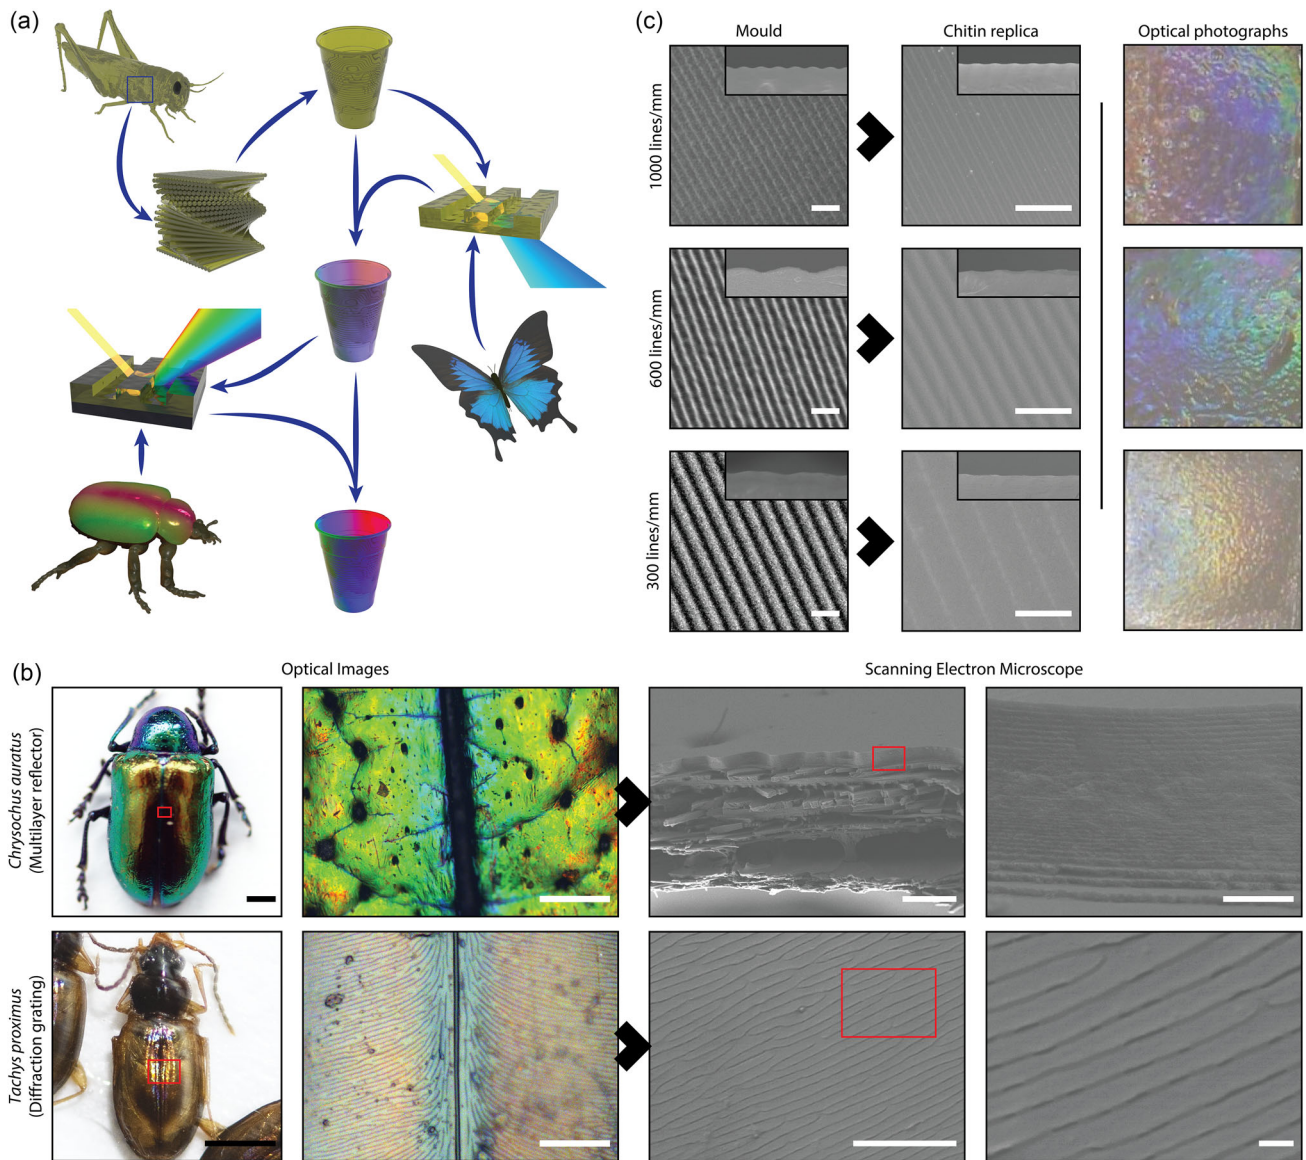 (a)
(c)
Mould
Chitin replica
Optical photographs
1000 lines/mm
600 lines/mm
300 lines/mm
(b)
Optical Images
Scanning Electron Microscope
Chrysochus auratus
(Multilayer reflector)
Tachys proximus
(Diffraction grating)